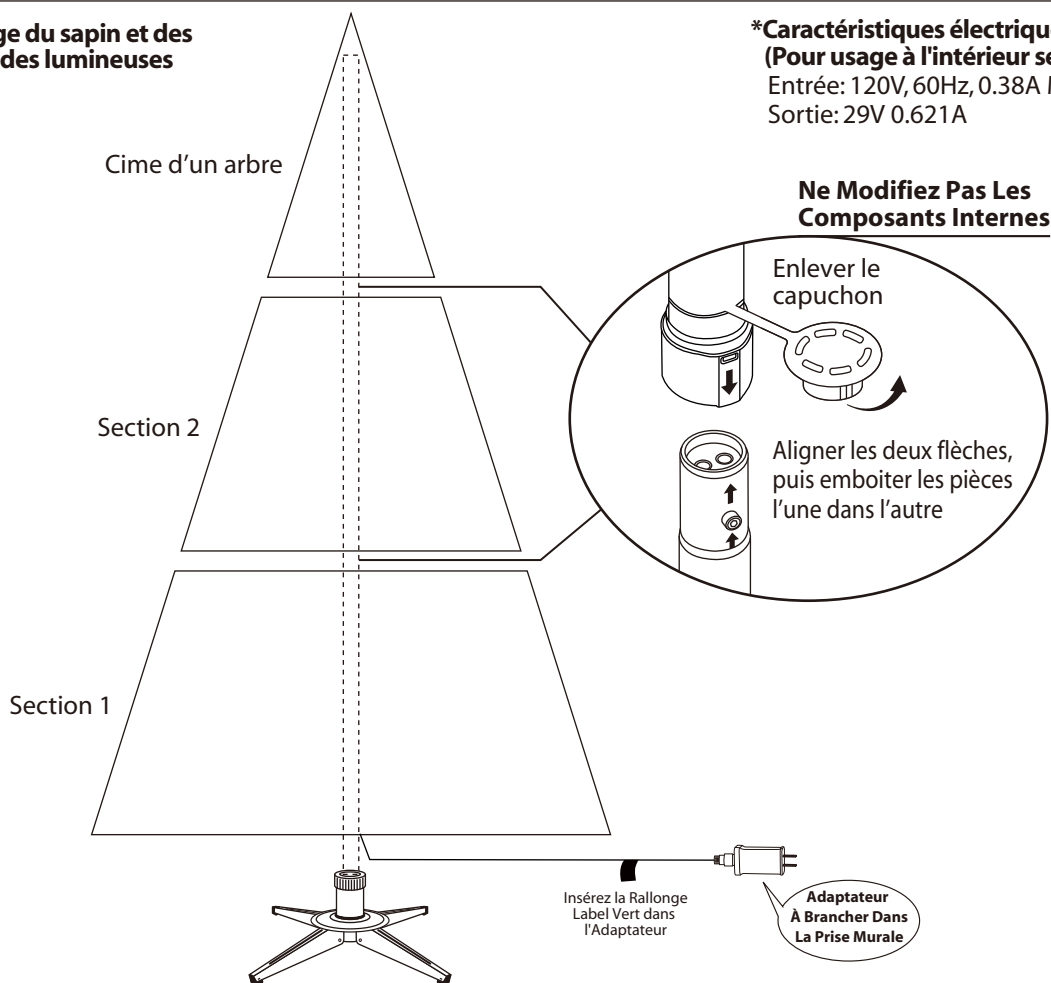 ge du sapin et des
des lumineuses
*Caractéristiques électrique
(Pour usage à l'intérieur se
Entrée: 120V, 60Hz, 0.38A M
Sortie: 29V 0.621A
Cime d’un arbre
Ne Modifiez Pas Les
Composants Internes
Enlever le
capuchon
Section 2
Aligner les deux flèches,
puis emboiter les pièces
l’une dans l’autre
Section 1
Insérez la Rallonge
Label Vert dans
l'Adaptateur
Adaptateur
À Brancher Dans
La Prise Murale